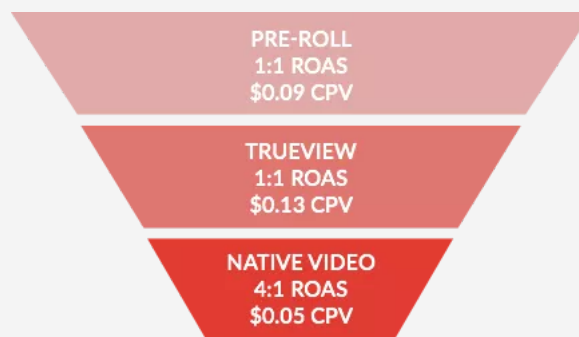 PRE-ROLL
1:1 ROAS
$0.09 CPV
TRUEVIEW
1:1 ROAS
$0.13 CPV
NATIVE VIDEO
4:1 ROAS
$0.05 CPV